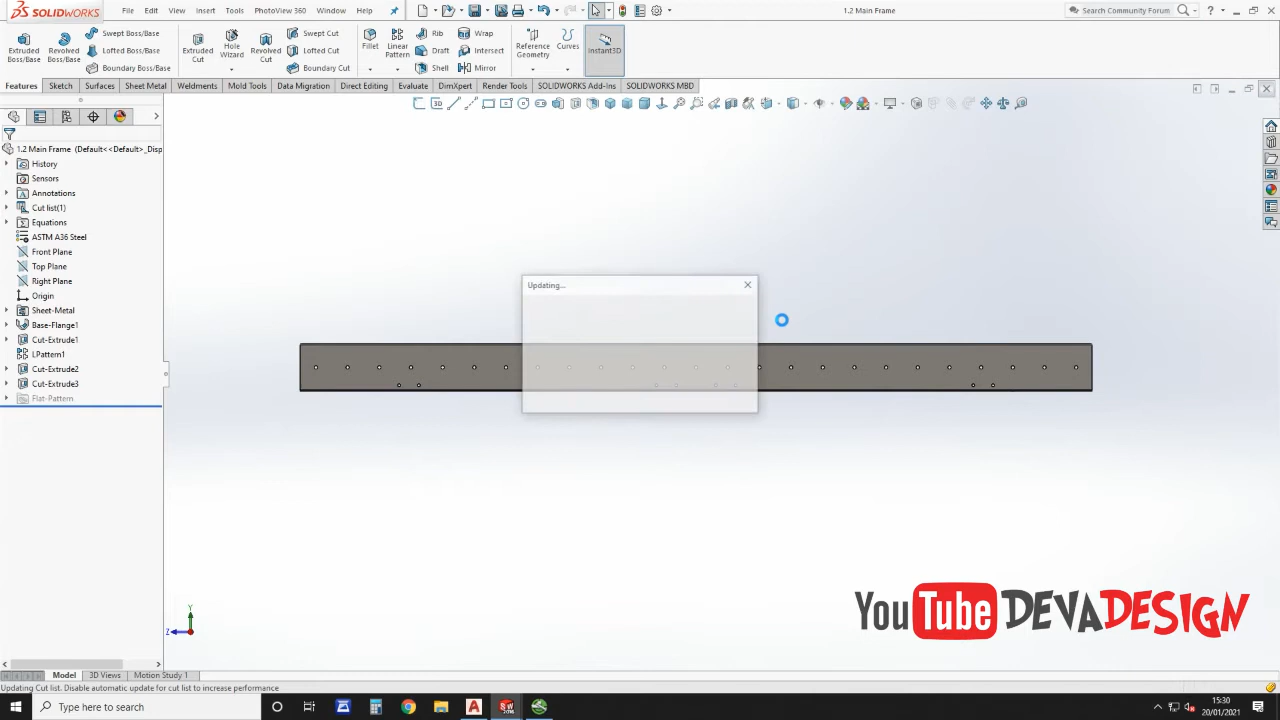 SOLIDWORKS
File
Edit
View
Insert
Tools
PhotoView 360
Window
Help
1.2 Main Frame
Search Community Forum
Extruded Boss/Base
Revolved Boss/Base
Swept Boss/Base
Lofted Boss/Base
Boundary Boss/Base
Extruded Cut
Hole Wizard
Revolved Cut
Swept Cut
Lofted Cut
Boundary Cut
Fillet
Linear Pattern
Rib
Draft
Shell
Wrap
Intersect
Mirror
Reference Geometry
Curves
Instant3D
Features
Sketch
Surfaces
Sheet Metal
Weldments
Mold Tools
Data Migration
Direct Editing
Evaluate
DimXpert
Render Tools
SOLIDWORKS Add-Ins
SOLIDWORKS MBD
1.2 Main Frame (Default<<Default>_Disp
History
Sensors
Annotations
Cut list(1)
Equations
ASTM A36 Steel
Front Plane
Top Plane
Right Plane
Origin
Sheet-Metal
Base-Flange1
Cut-Extrude1
LPattern1
Cut-Extrude2
Cut-Extrude3
Flat-Pattern
Updating...
Y
Z
YouTube DEVADESIGN
Model
3D Views
Motion Study 1
Updating Cut list. Disable automatic update for cut list to increase performance
Type here to search
15:30
20/01/2021